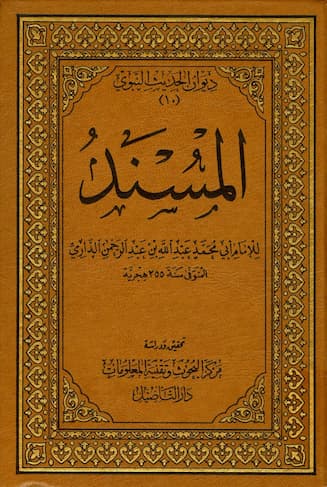 ديوان الحديث النبوي
(١٠)
المسند
للإمام أبي محمد عبد الله بن عبد الرحمن الدارمي
المتوفى سنة ٢٥٥ هجرية
تحقيق ودراسة
مركز البحوث وتقنية المعلومات
دار التأصيل